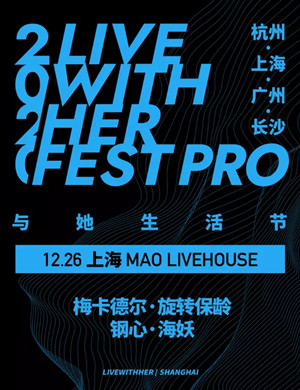 2 LIVE
0 WITH
2 HER
0 FEST PRO
杭州
·
上海
·
广州
·
长沙
与她生活节
12.26 上海 MAO LIVEHOUSE
梅卡德尔·旋转保龄
钢心·海妖
LIVEWITHHER | SHANGHAI